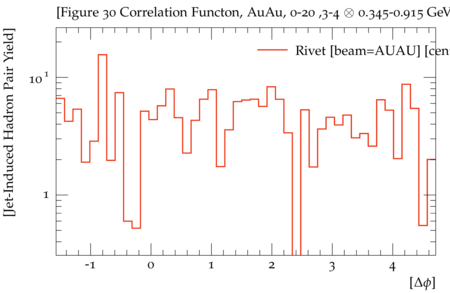 [Figure 30 Correlation Functon, AuAu, 0-20 ,3-4 ⊗ 0.345-0.915 GeV
[Jet-Induced Hadron Pair Yield]
Rivet [beam=AUAU] [cen
10¹
1
-1 0 1 2 3 4
[Δϕ]